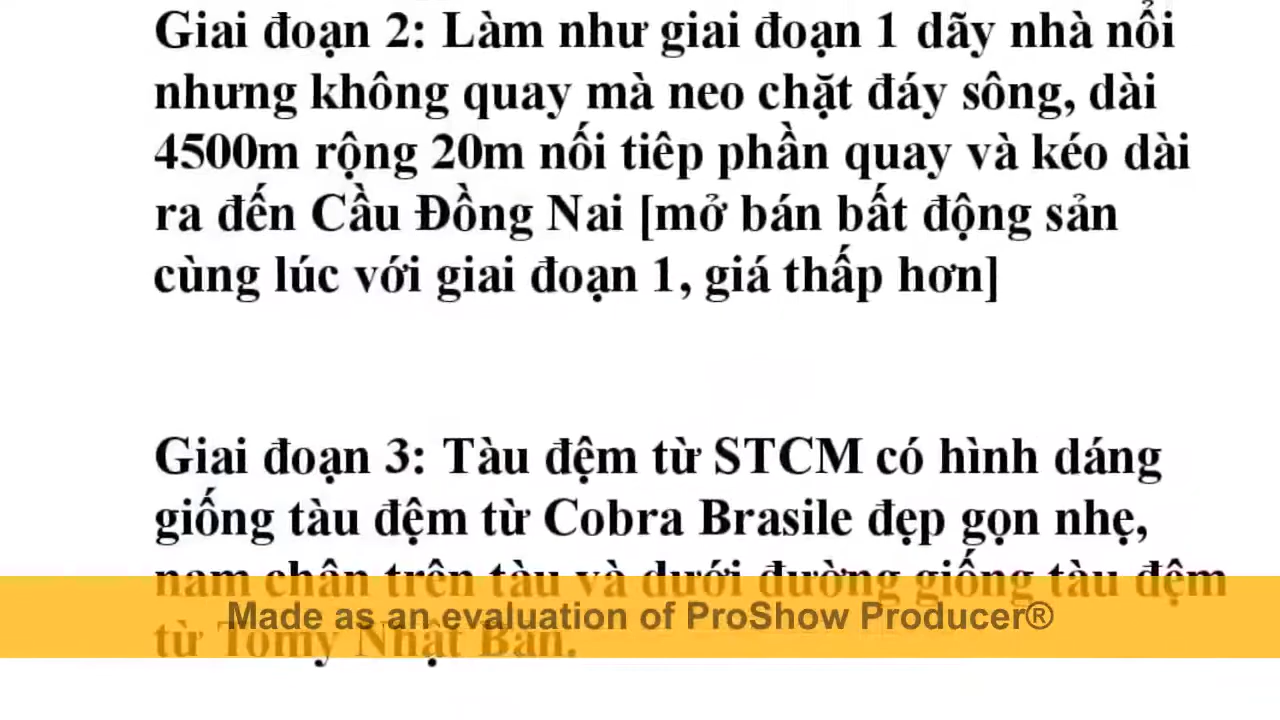 Giai đoạn 2: Làm như giai đoạn 1 dãy nhà nổi
nhưng không quay mà neo chặt đáy sông, dài
4500m rộng 20m nối tiêp phần quay và kéo dài
ra đến Cầu Đồng Nai [mở bán bất động sản
cùng lúc với giai đoạn 1, giá thấp hơn]
Giai đoạn 3: Tàu đệm từ STCM có hình dáng
giống tàu đệm từ Cobra Brasile đẹp gọn nhẹ,
nam châm trên tàu và dưới đường giống tàu đệm
Made as an evaluation of ProShow Producer®
từ Tomy Nhật Bản.